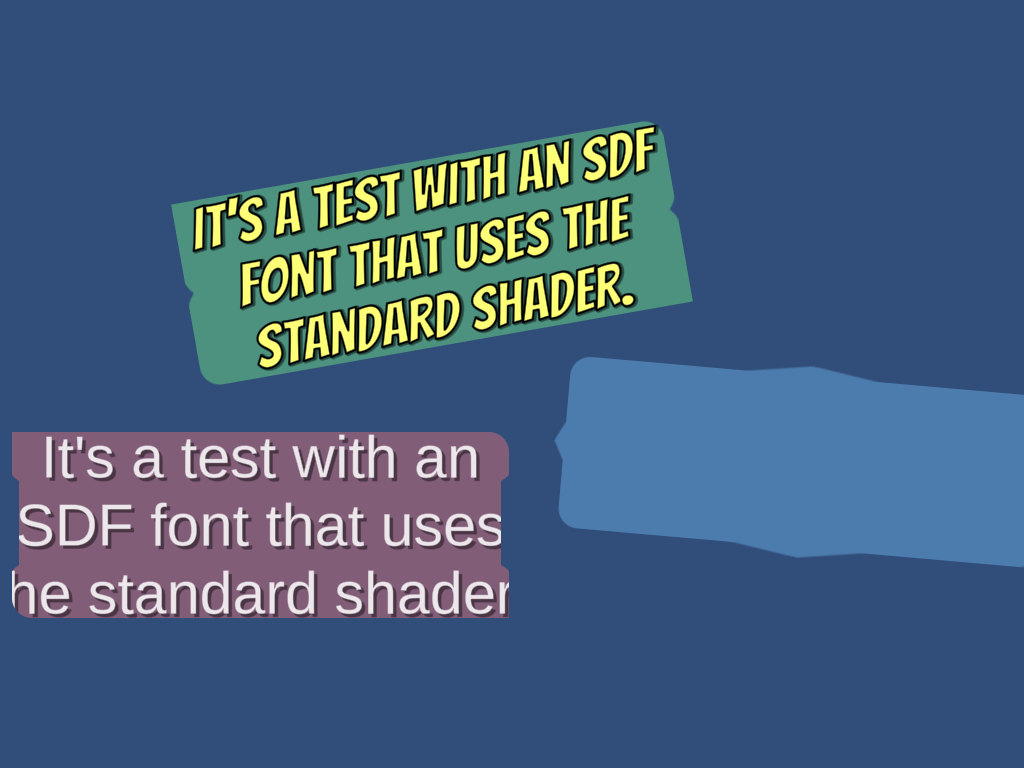 IT'S A TEST WITH AN SDF
FONT THAT USES THE
STANDARD SHADER.
It's a test with an
SDF font that uses
he standard shader